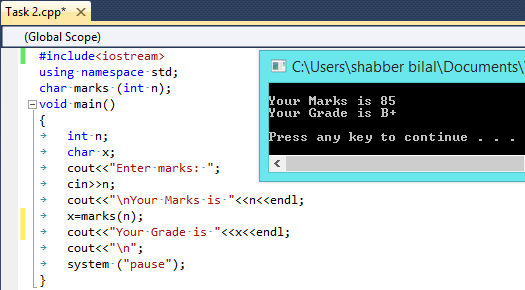 Task 2.cpp*
(Global Scope)
#include<iostream>
using namespace std;
char marks (int n);
void main()
{
int n;
char x;
cout<<"Enter marks: ";
cin>>n;
cout<<"\nYour Marks is "<<n<<endl;
x=marks(n);
cout<<"Your Grade is "<<x<<endl;
cout<<"\n";
system ("pause");
}
C:\Users\shabber bilal\Documents\
Your Marks is 85
Your Grade is B+
Press any key to continue . . .